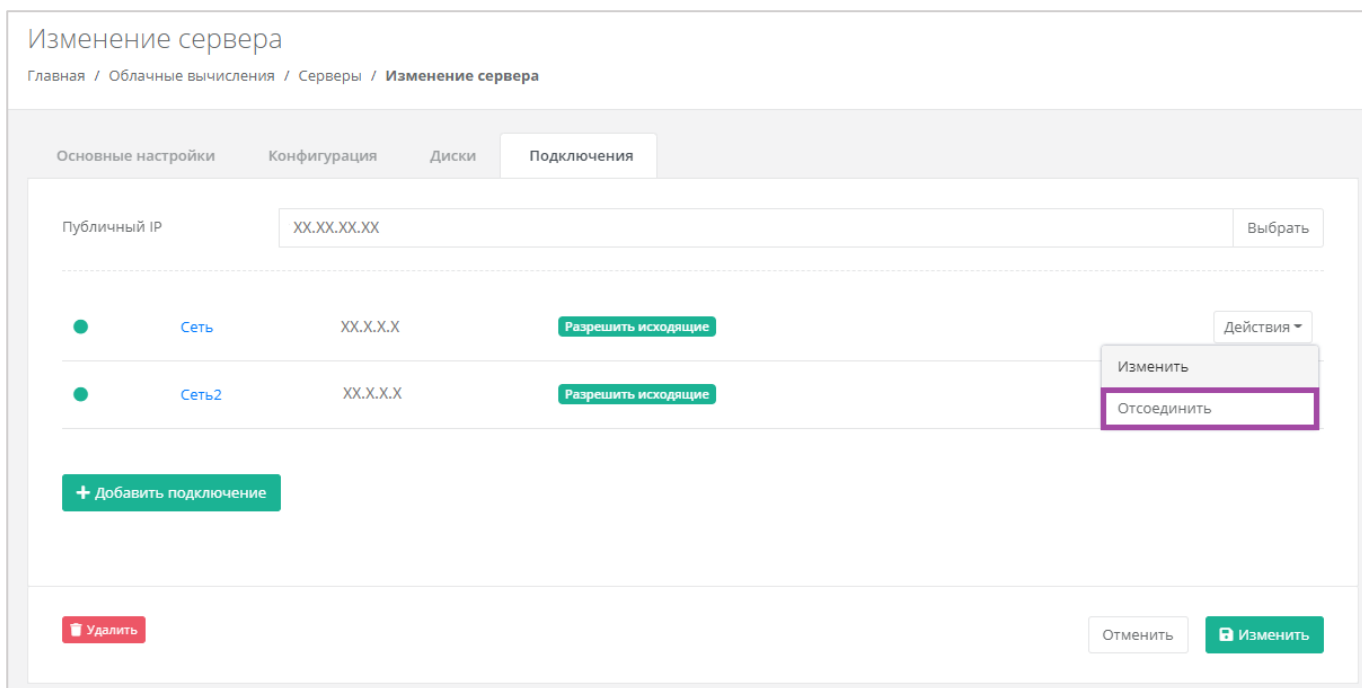 Изменение сервера
Главная / Облачные вычисления / Серверы / Изменение сервера
Основные настройки Конфигурация Диски Подключения
Публичный IP XX.XX.XX.XX Выбрать
Сеть XX.X.X.X Разрешить исходящие Действия
Изменить
Сеть2 XX.X.X.X Разрешить исходящие
Отсоединить
+ Добавить подключение
Удалить Отменить Изменить